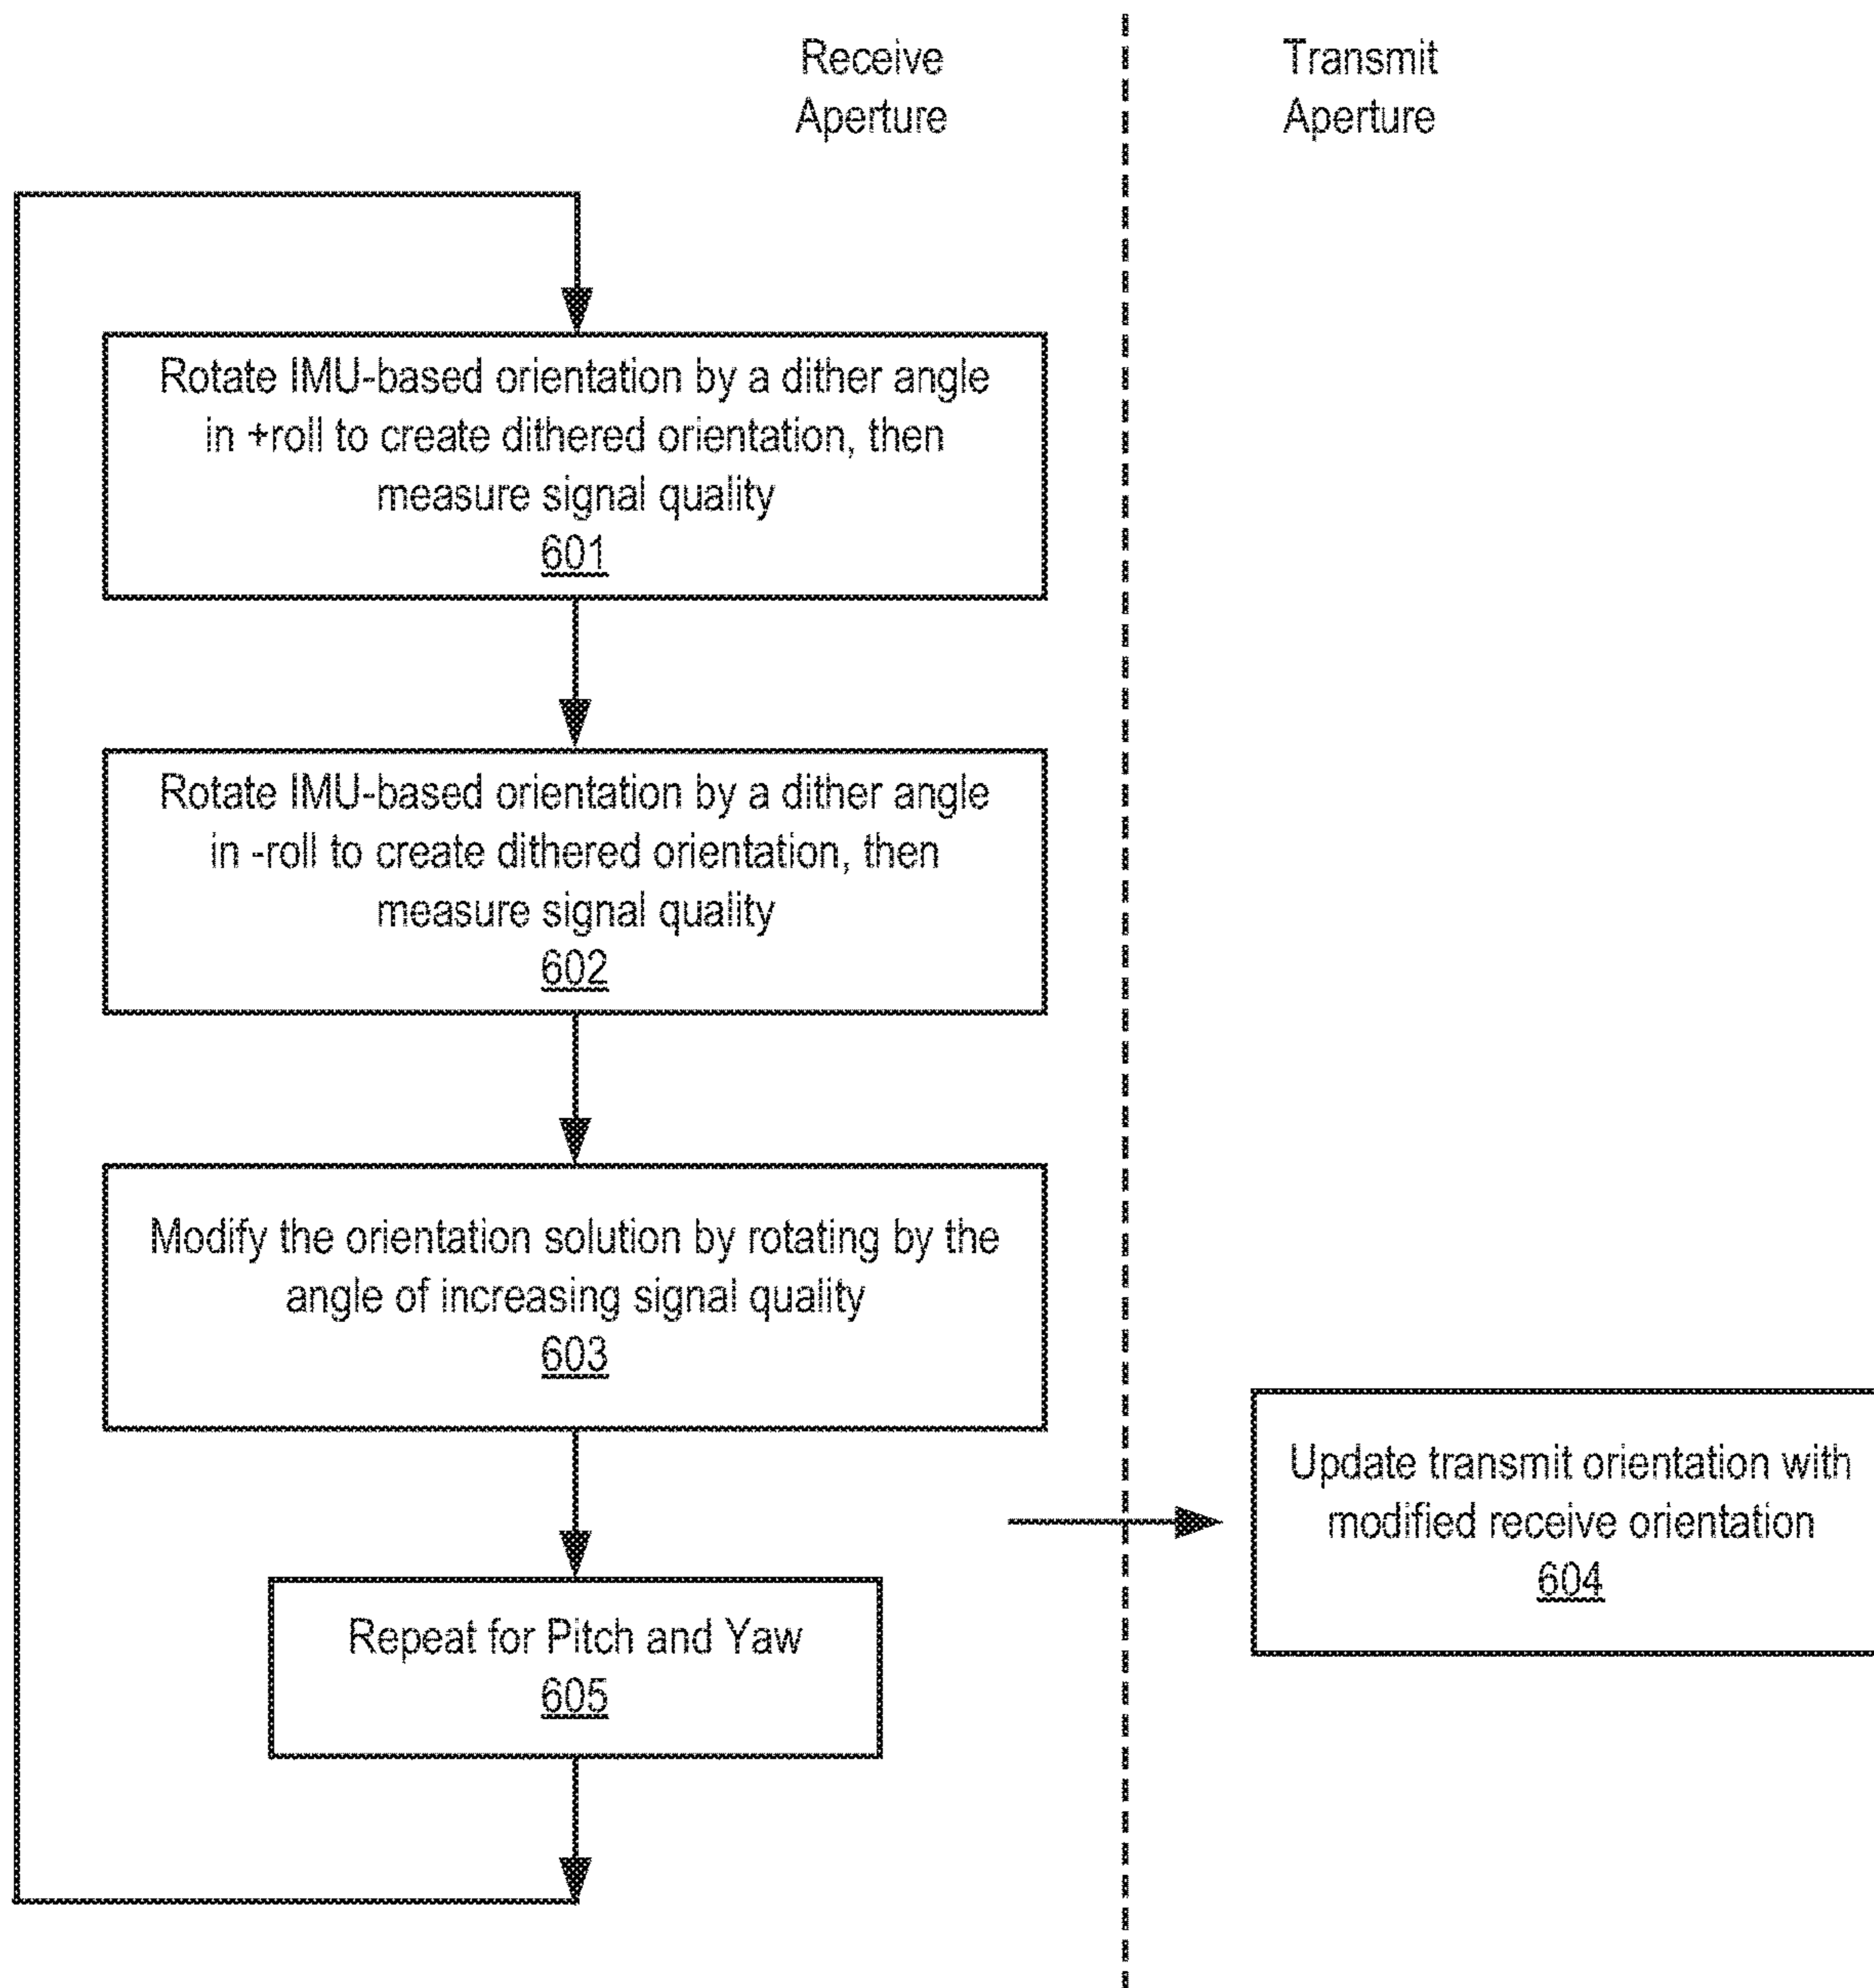 Receive
Aperture
Transmit
Aperture
Rotate IMU-based orientation by a dither angle
in +roll to create dithered orientation, then
measure signal quality
601
Rotate IMU-based orientation by a dither angle
in -roll to create dithered orientation, then
measure signal quality
602
Modify the orientation solution by rotating by the
angle of increasing signal quality
603
Update transmit orientation with
modified receive orientation
604
Repeat for Pitch and Yaw
605